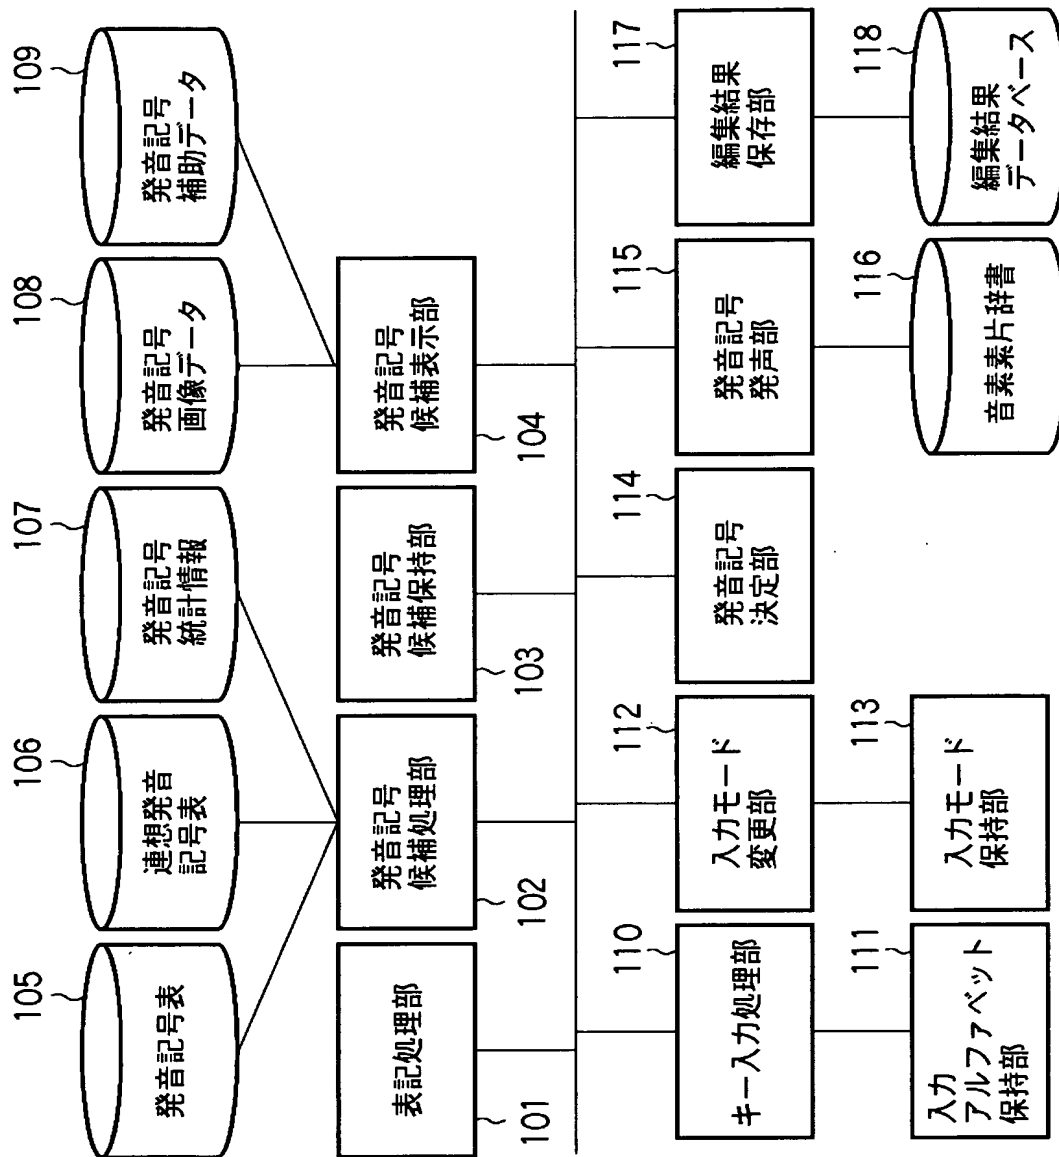 105
発音記号表
106
連想発音
記号表
107
発音記号
統計情報
108
発音記号
画像データ
109
発音記号
補助データ
表記処理部
101
発音記号
候補処理部
102
発音記号
候補保持部
103
発音記号
候補表示部
104
110
キー入力処理部
112
入力モード
変更部
114
発音記号
決定部
115
発音記号
発声部
117
編集結果
保存部
111
入力
アルファベット
保持部
113
入力モード
保持部
116
音素素片辞書
118
編集結果
データベース